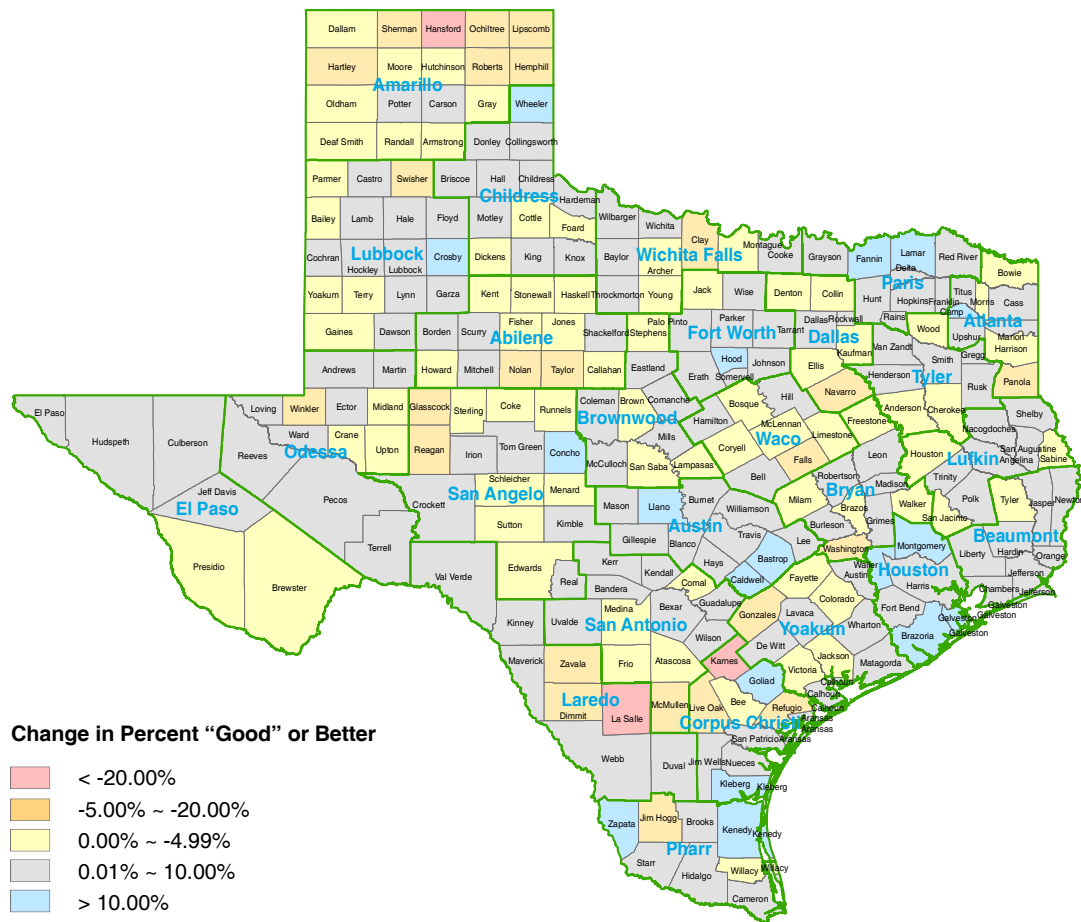 Dallam Sherman Hansford Ochiltree Lipscomb
Hartley Moore Hutchinson Roberts Hemphill
Amarillo
Oldham Potter Carson Gray Wheeler
Deaf Smith Randall Armstrong Donley Collingsworth
Parmer Castro Swisher Briscoe Hall Childress
Childress
Hardeman
Bailey Lamb Hale Floyd Motley Cottle Foard Wilbarger Wichita
Clay Montague Cooke Grayson Fannin Lamar Red River
Delta Bowie
Lubbock Wichita Falls Paris
Cochran Hockley Lubbock Crosby Dickens King Knox Baylor Archer
Hunt Hopkins Franklin Titus Morris Cass
Yoakum Terry Lynn Garza Kent Stonewall Haskell Throckmorton Young Jack Wise Denton Collin
Rains Camp Wood Upshur Marion Harrison
Atlanta
Gaines Dawson Borden Scurry Fisher Jones Shackelford Stephens Palo Pinto Parker Tarrant Dallas Rockwall Kaufman Van Zandt Smith Gregg
Abilene Fort Worth Dallas Tyler
Andrews Martin Howard Mitchell Nolan Taylor Callahan Eastland Erath Hood Somervell Johnson Ellis Henderson Rusk Panola
El Paso Hudspeth Culberson Loving Winkler Ector Midland Glasscock Sterling Coke Runnels Coleman Brown Comanche Hamilton Bosque Hill Navarro Anderson Cherokee Nacogdoches Shelby
Brownwood Waco
Reeves Ward Crane Upton Reagan Irion Tom Green Concho McCulloch San Saba Mills Lampasas Coryell McLennan Limestone Freestone Falls Leon Houston San Augustine Angelina Sabine
Odessa Lufkin
Jeff Davis Pecos Crockett Schleicher Menard Mason Llano Burnet Bell Milam Robertson Madison Trinity Polk Tyler Jasper Newton
El Paso San Angelo Austin Bryan Beaumont
Presidio Brewster Terrell Sutton Kimble Gillespie Blanco Williamson Travis Lee Burleson Brazos Grimes Walker San Jacinto Liberty Hardin Orange
Val Verde Edwards Real Kerr Kendall Hays Bastrop Caldwell Washington Waller Austin Montgomery Harris Chambers Jefferson Jefferson
Houston
Kinney Uvalde Bandera Medina Bexar Comal Guadalupe Gonzales Fayette Colorado Lavaca Wharton Fort Bend Brazoria Galveston Galveston Galveston Galveston
San Antonio Yoakum
Maverick Zavala Frio Atascosa Wilson Karnes De Witt Goliad Victoria Jackson Matagorda Calhoun Calhoun Calhoun
Laredo Corpus Christi
Dimmit La Salle McMullen Live Oak Bee Refugio Aransas Aransas Aransas San Patricio
Webb Duval Jim Wells Nueces Kleberg Kleberg
Zapata Jim Hogg Brooks Kenedy Kenedy
Pharr
Starr Hidalgo Willacy Willacy Cameron
Change in Percent “Good” or Better
< -20.00%
-5.00% ~ -20.00%
0.00% ~ -4.99%
0.01% ~ 10.00%
> 10.00%